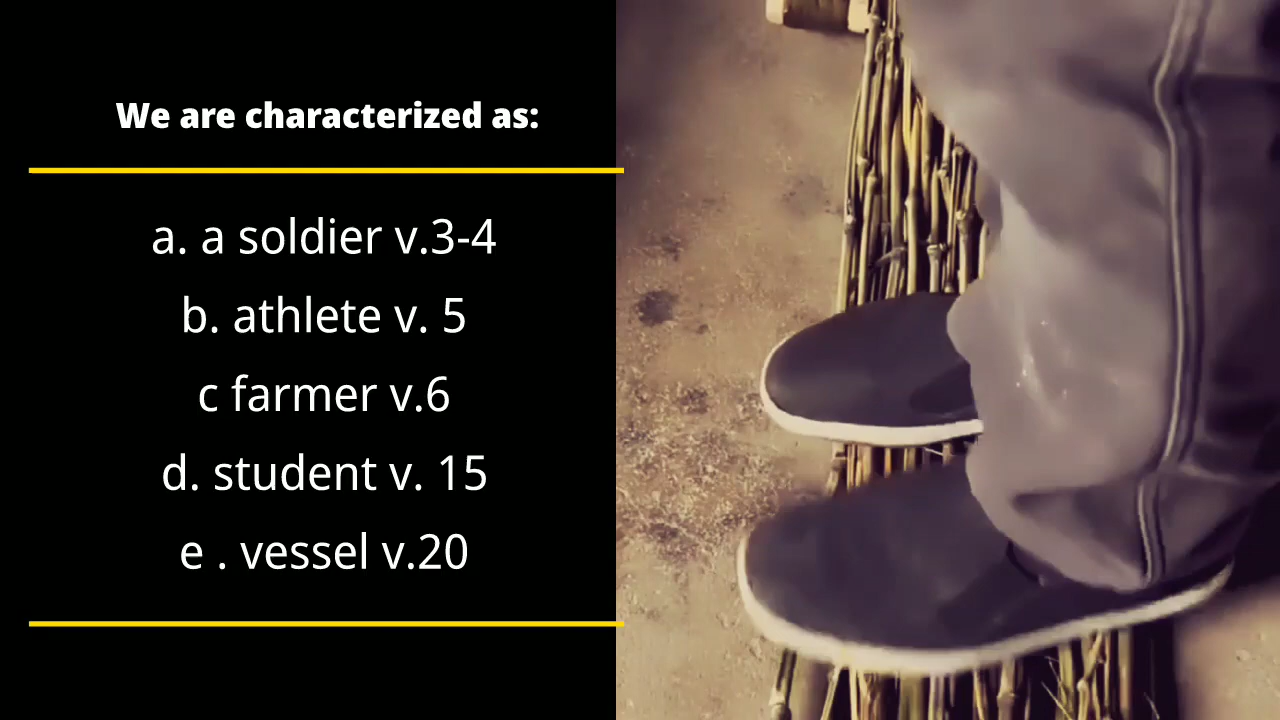 We are characterized as:
a. a soldier v.3-4
b. athlete v. 5
c farmer v.6
d. student v. 15
e . vessel v.20